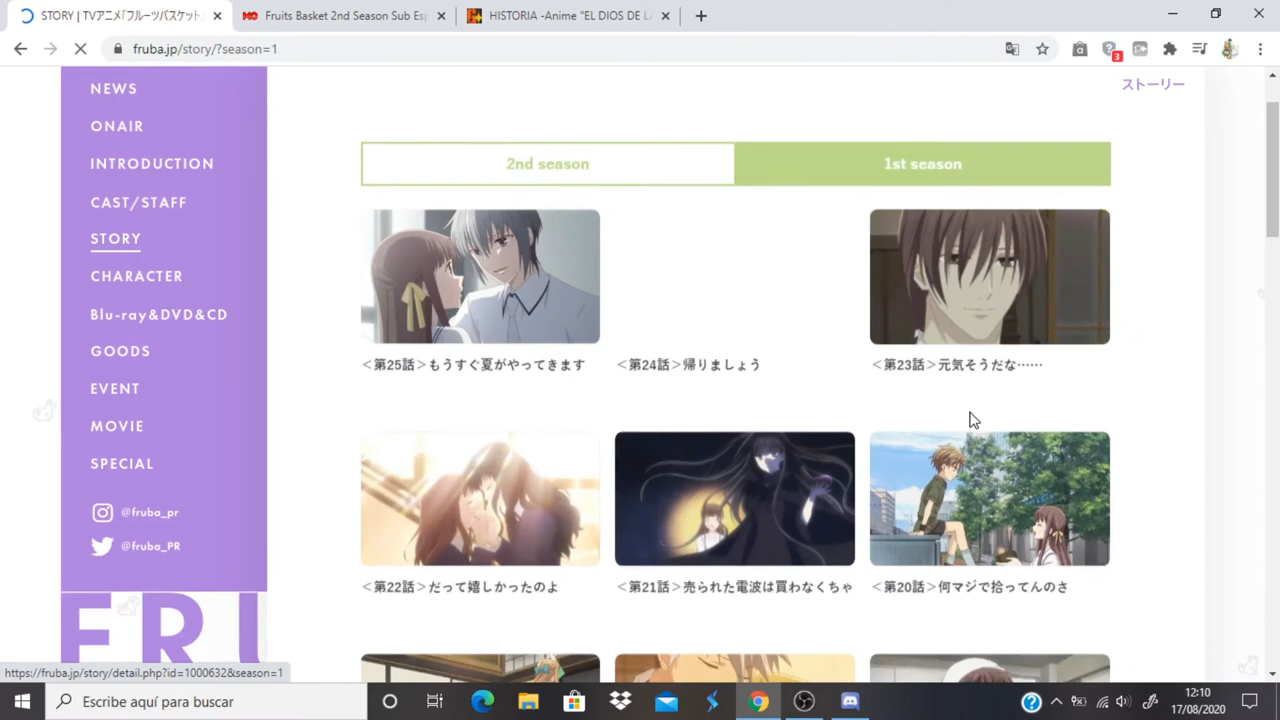 STORY | TVアニメ「フルーツバスケット
Fruits Basket 2nd Season Sub Esp
HISTORIA -Anime "EL DIOS DE LA
fruba.jp/story/?season=1
3
NEWS
ONAIR
INTRODUCTION
CAST/STAFF
STORY
CHARACTER
Blu-ray&DVD&CD
GOODS
EVENT
MOVIE
SPECIAL
@fruba_pr
@fruba_PR
FRU
ストーリー
2nd season
1st season
<第25話>もうすぐ夏がやってきます
<第24話>帰りましょう
<第23話>元気そうだな……
<第22話>だって嬉しかったのよ
<第21話>売られた電波は買わなくちゃ
<第20話>何マジで拾ってんのさ
https://fruba.jp/story/detail.php?id=1000632&season=1
Escribe aquí para buscar
12:10
17/08/2020